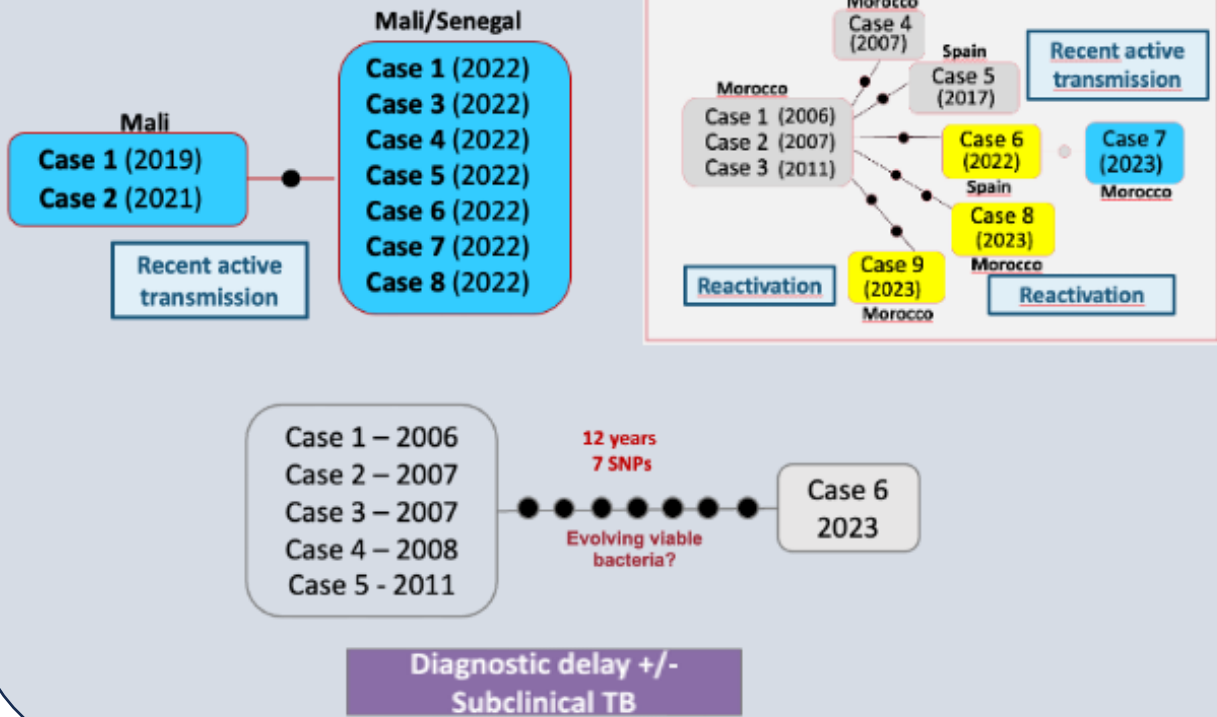 Mali/Senegal
Mali
Case 1 (2019)
Case 2 (2021)
Case 1 (2022)
Case 3 (2022)
Case 4 (2022)
Case 5 (2022)
Case 6 (2022)
Case 7 (2022)
Case 8 (2022)
Recent active
transmission
Morocco
Case 4
(2007)
Spain
Case 5
(2017)
Recent active
transmission
Morocco
Case 1 (2006)
Case 2 (2007)
Case 3 (2011)
Case 6
(2022)
Spain
Case 7
(2023)
Morocco
Case 8
(2023)
Morocco
Case 9
(2023)
Morocco
Reactivation
Reactivation
Case 1 – 2006
Case 2 – 2007
Case 3 – 2007
Case 4 – 2008
Case 5 - 2011
12 years
7 SNPs
Evolving viable
bacteria?
Case 6
2023
Diagnostic delay +/-
Subclinical TB